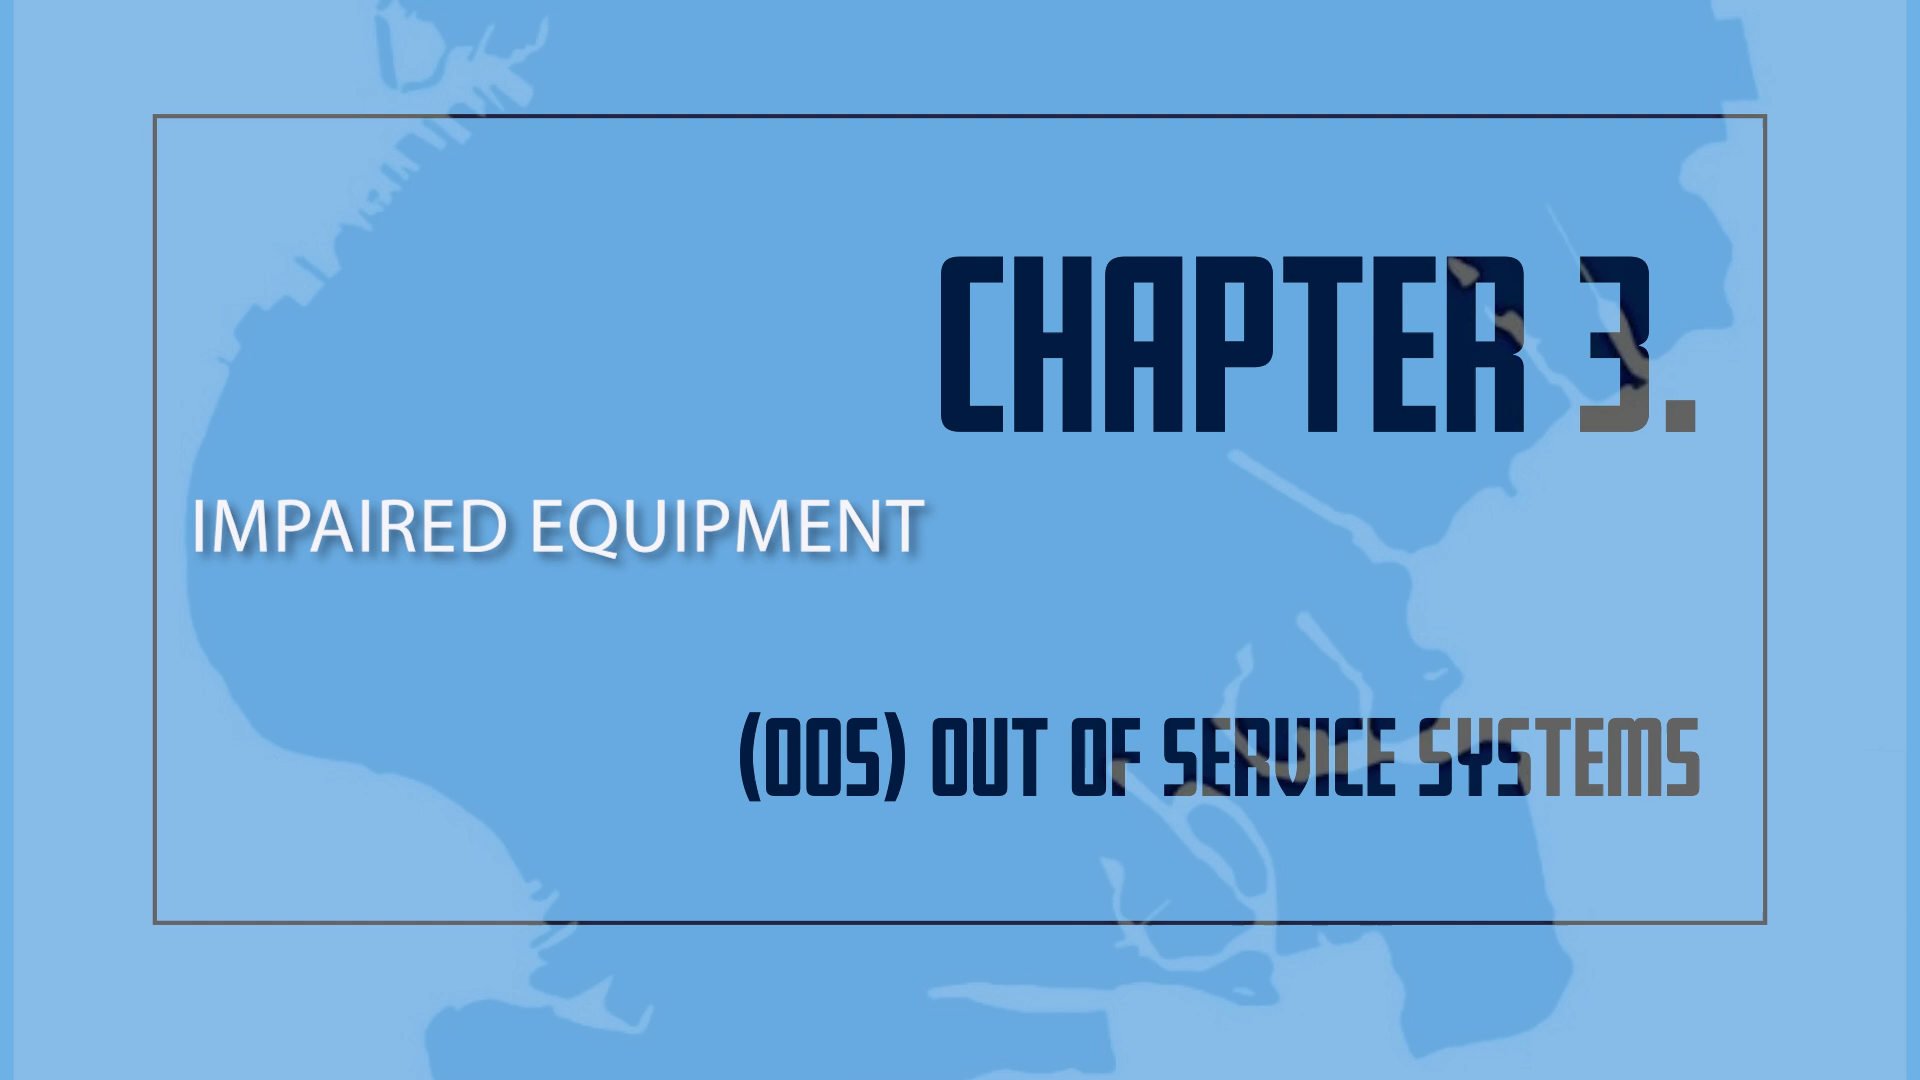 CHAPTER 3.
IMPAIRED EQUIPMENT
(OOS) OUT OF SERVICE SYSTEMS